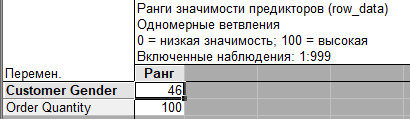 Ранги значимости предикторов (row_data)
Одномерные ветвления
0 = низкая значимость; 100 = высокая
Включенные наблюдения: 1:999
Перемен. Ранг
Customer Gender 46
Order Quantity 100